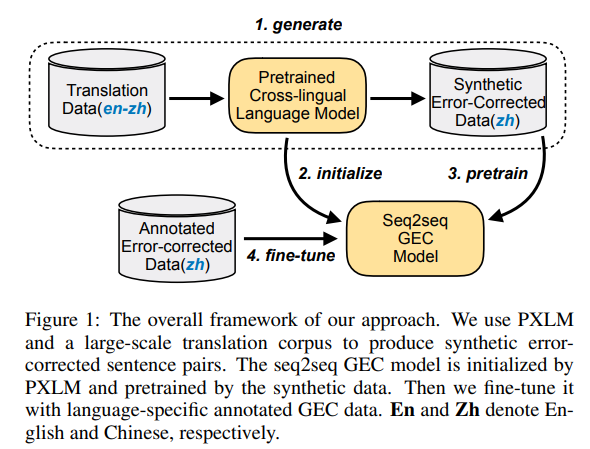 1. generate
Translation
Data(en-zh)
Pretrained
Cross-lingual
Language Model
Synthetic
Error-Corrected
Data(zh)
2. initialize
3. pretrain
Annotated
Error-corrected
Data(zh)
4. fine-tune
Seq2seq
GEC
Model
Figure 1: The overall framework of our approach. We use PXLM
and a large-scale translation corpus to produce synthetic error-
corrected sentence pairs. The seq2seq GEC model is initialized by
PXLM and pretrained by the synthetic data. Then we fine-tune it
with language-specific annotated GEC data. En and Zh denote En-
glish and Chinese, respectively.